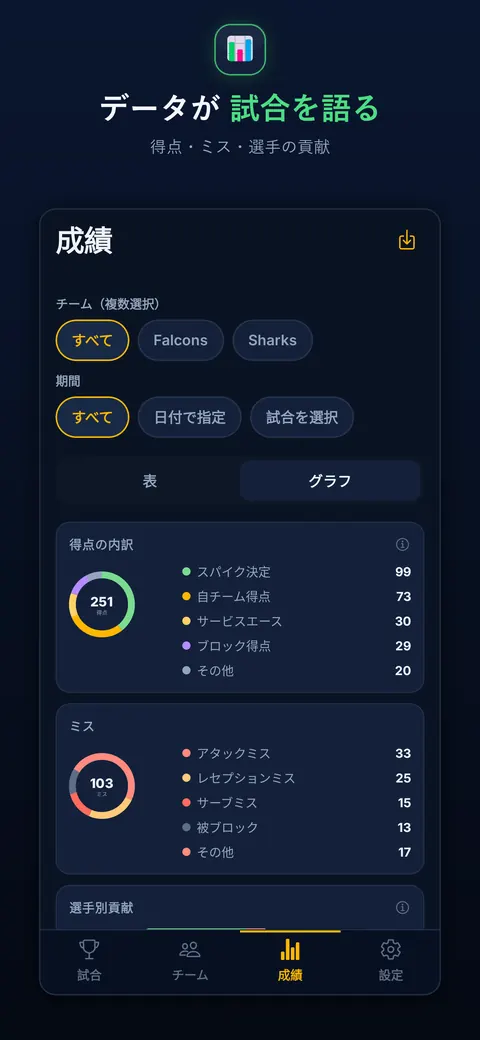 データが 試合を語る
得点・ミス・選手の貢献
成績
チーム（複数選択）
すべて Falcons Sharks
期間
すべて 日付で指定 試合を選択
表 グラフ
得点の内訳
251
得点
スパイク決定 99
自チーム得点 73
サービスエース 30
ブロック得点 29
その他 20
ミス
103
ミス
アタックミス 33
レセプションミス 25
サーブミス 15
被ブロック 13
その他 17
選手別貢献
試合 チーム 成績 設定